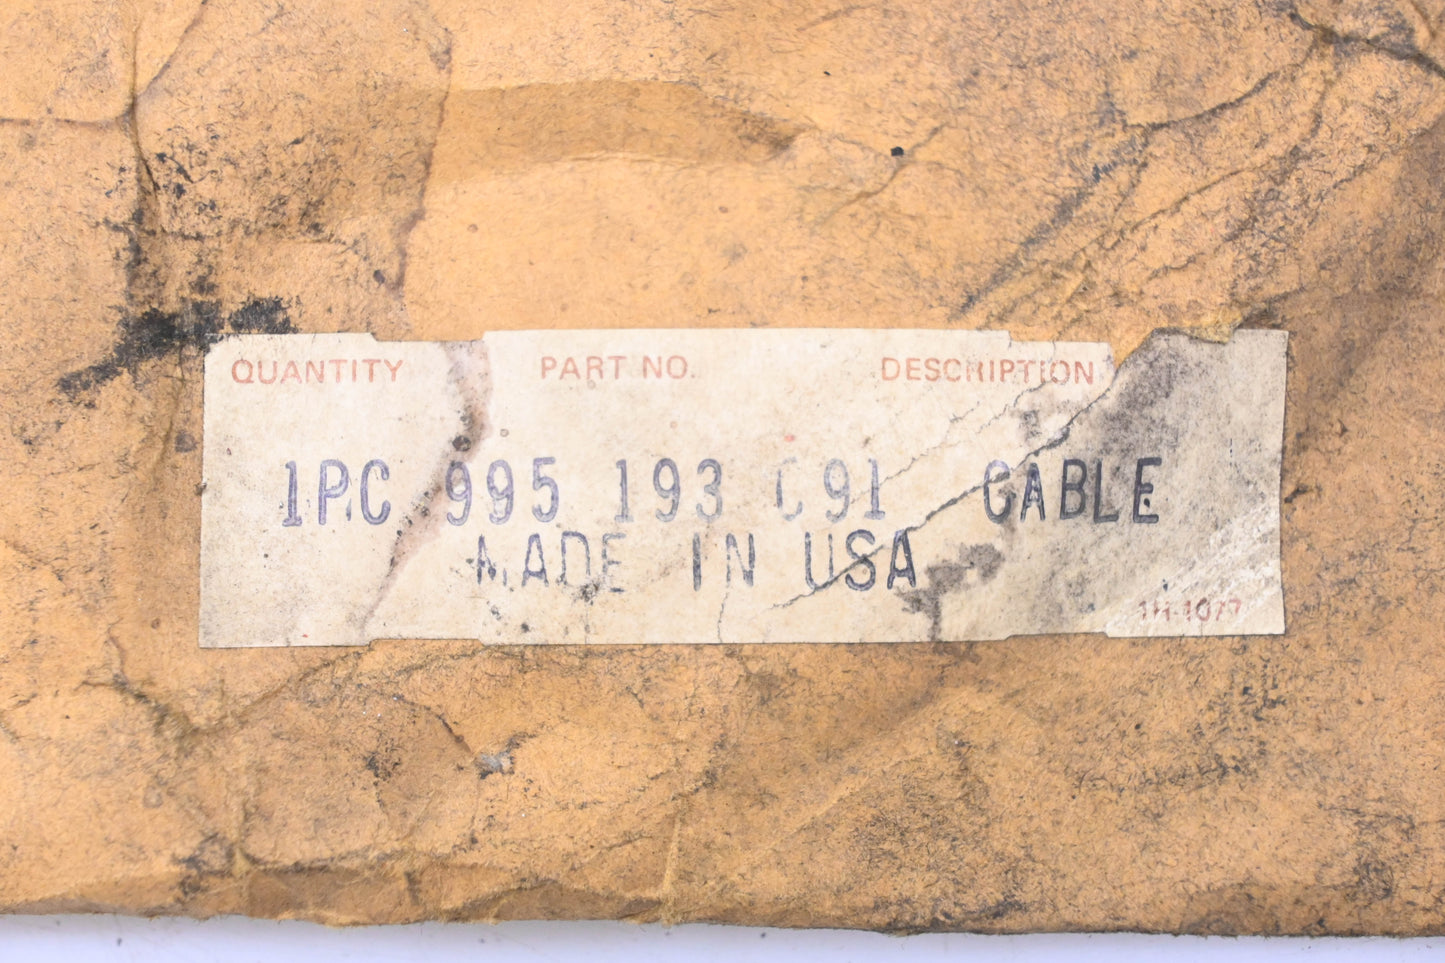 QUANTITY PART NO. DESCRIPTION
1PC 995 193 C91 CABLE
MADE IN USA
1H-1077